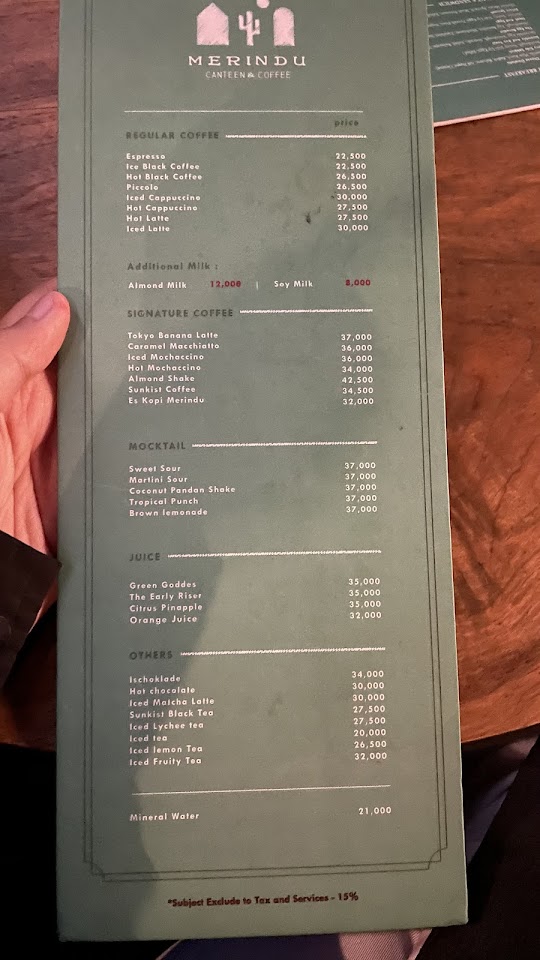 MERINDU
CANTEEN & COFFEE
price
REGULAR COFFEE
Espresso 22,500
Ice Black Coffee 22,500
Hot Black Coffee 26,500
Piccolo 26,500
Iced Cappuccino 30,000
Hot Cappuccino 27,500
Hot Latte 27,500
Iced Latte 30,000
Additional Milk :
Almond Milk 12,000 | Soy Milk 8,000
SIGNATURE COFFEE
Tokyo Banana Latte 37,000
Caramel Macchiatto 36,000
Iced Mochaccino 36,000
Hot Mochaccino 34,000
Almond Shake 42,500
Sunkist Coffee 34,500
Es Kopi Merindu 32,000
MOCKTAIL
Sweet Sour 37,000
Martini Sour 37,000
Coconut Pandan Shake 37,000
Tropical Punch 37,000
Brown lemonade 37,000
JUICE
Green Goddes 35,000
The Early Riser 35,000
Citrus Pinapple 35,000
Orange Juice 32,000
OTHERS
Ischoklade 34,000
Hot chocolate 30,000
Iced Matcha Latte 30,000
Sunkist Black Tea 27,500
Iced Lychee tea 27,500
Iced tea 20,000
Iced lemon Tea 26,500
Iced Fruity Tea 32,000
Mineral Water 21,000
*Subject Exclude to Tax and Services - 15%